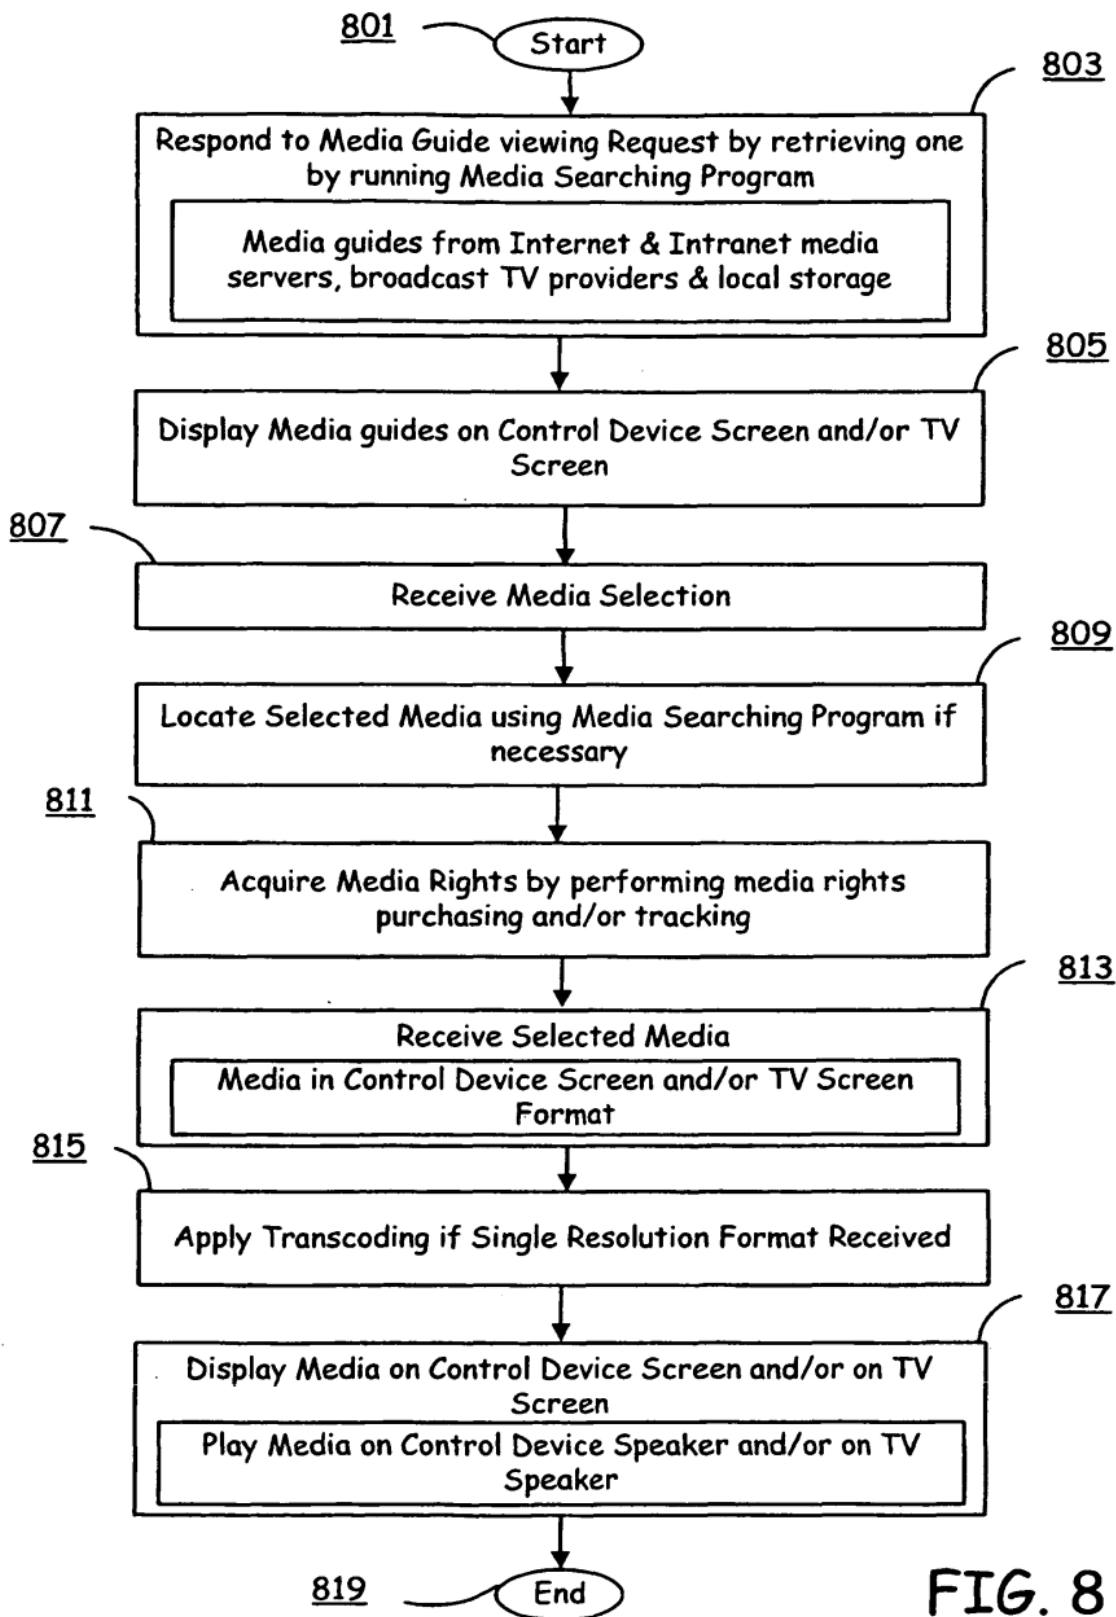 801
Start
803
Respond to Media Guide viewing Request by retrieving one
by running Media Searching Program
Media guides from Internet & Intranet media
servers, broadcast TV providers & local storage
805
Display Media guides on Control Device Screen and/or TV
Screen
807
Receive Media Selection
809
Locate Selected Media using Media Searching Program if
necessary
811
Acquire Media Rights by performing media rights
purchasing and/or tracking
813
Receive Selected Media
Media in Control Device Screen and/or TV Screen
Format
815
Apply Transcoding if Single Resolution Format Received
817
Display Media on Control Device Screen and/or on TV
Screen
Play Media on Control Device Speaker and/or on TV
Speaker
819
End
FIG. 8